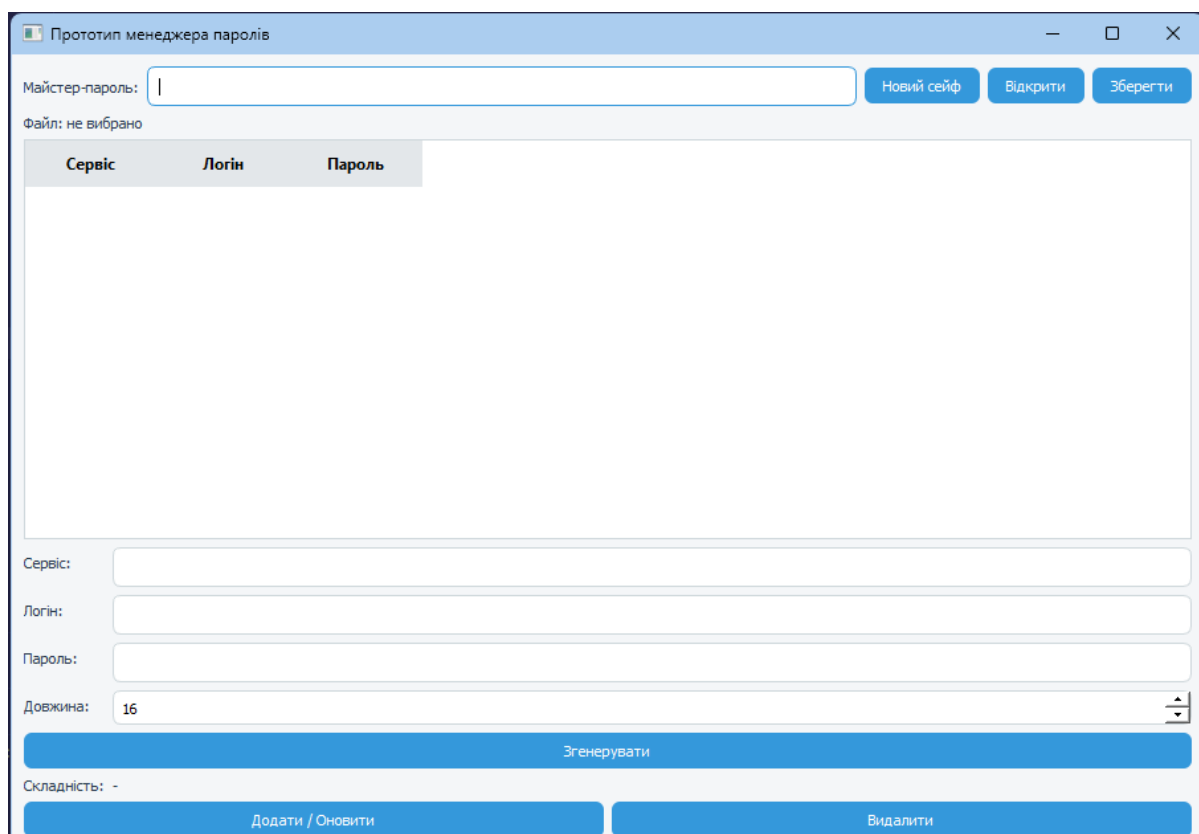 Прототип менеджера паролів
Майстер-пароль: Новий сейф Відкрити Зберегти
Файл: не вибрано
Сервіс Логін Пароль
Сервіс:
Логін:
Пароль:
Довжина: 16
Згенерувати
Складність: -
Додати / Оновити Видалити